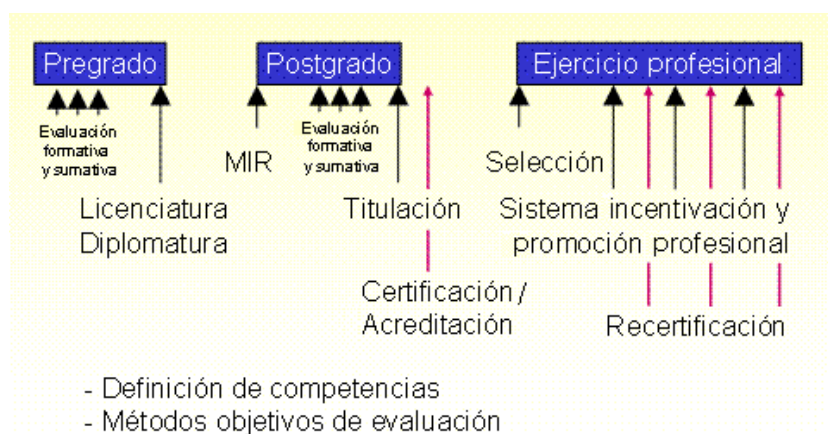 Pregrado
Postgrado
Ejercicio profesional
Evaluación
formativa
y sumativa
MIR
Evaluación
formativa
y sumativa
Selección
Licenciatura
Diplomatura
Titulación
Sistema incentivación y
promoción profesional
Certificación /
Acreditación
Recertificación
- Definición de competencias
- Métodos objetivos de evaluación